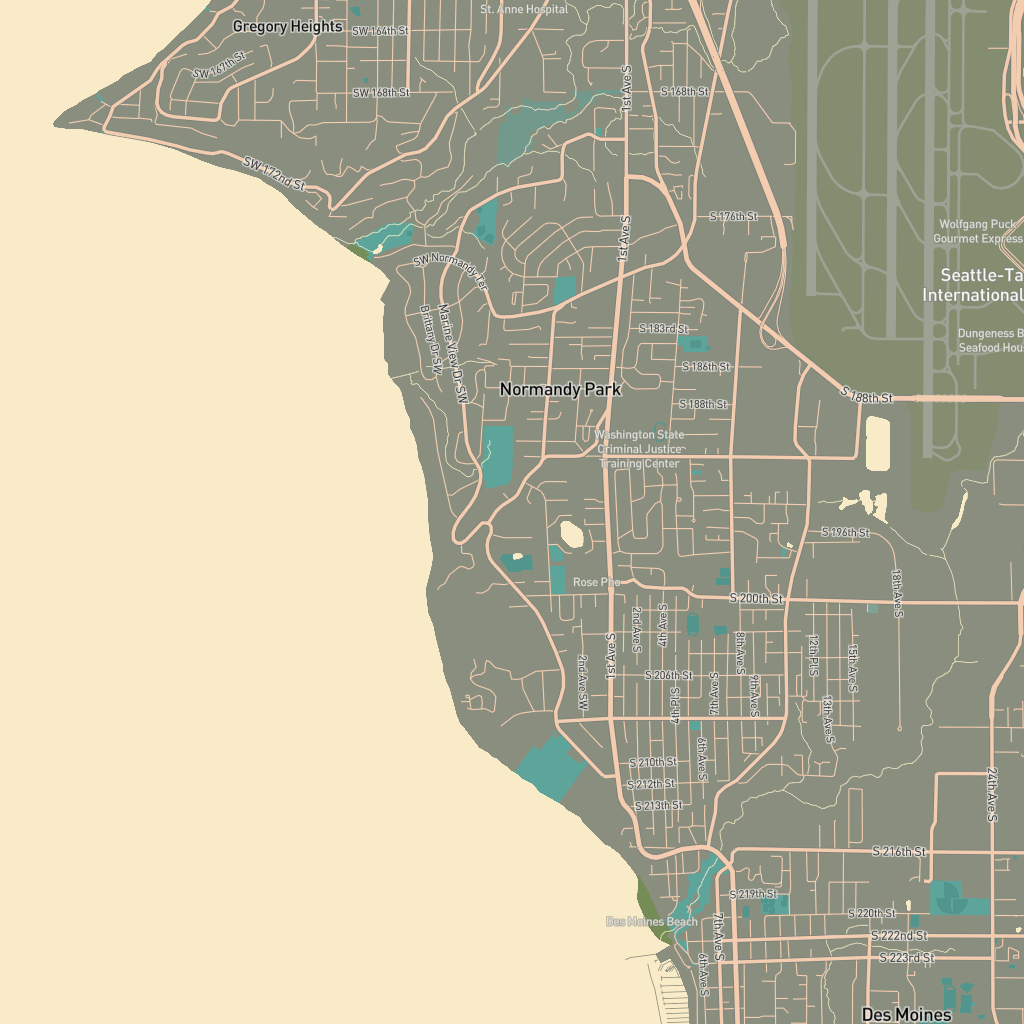 St. Anne Hospital
Gregory Heights
SW 164th St
SW 167th St
SW 168th St
1st Ave S
S 168th St
SW 172nd St
S 176th St
1st Ave S
Wolfgang Puck
Gourmet Express
SW Normandy Ter
Seattle-Ta
International
Marine View Dr SW
Brittany Dr SW
S 183rd St
Dungeness B
Seafood Hous
S 186th St
Normandy Park
S 188th St
S 188th St
Washington State
Criminal Justice
Training Center
S 196th St
Rose Pho
18th Ave S
S 200th St
2nd Ave S
4th Ave S
1st Ave S
8th Ave S
12th Pl S
15th Ave S
2nd Ave SW
S 206th St
4th Pl S
7th Ave S
9th Ave S
13th Ave S
6th Ave S
S 210th St
S 212th St
24th Ave S
S 213th St
S 216th St
S 219th St
Des Moines Beach
S 220th St
7th Ave S
S 222nd St
S 223rd St
6th Ave S
Des Moines